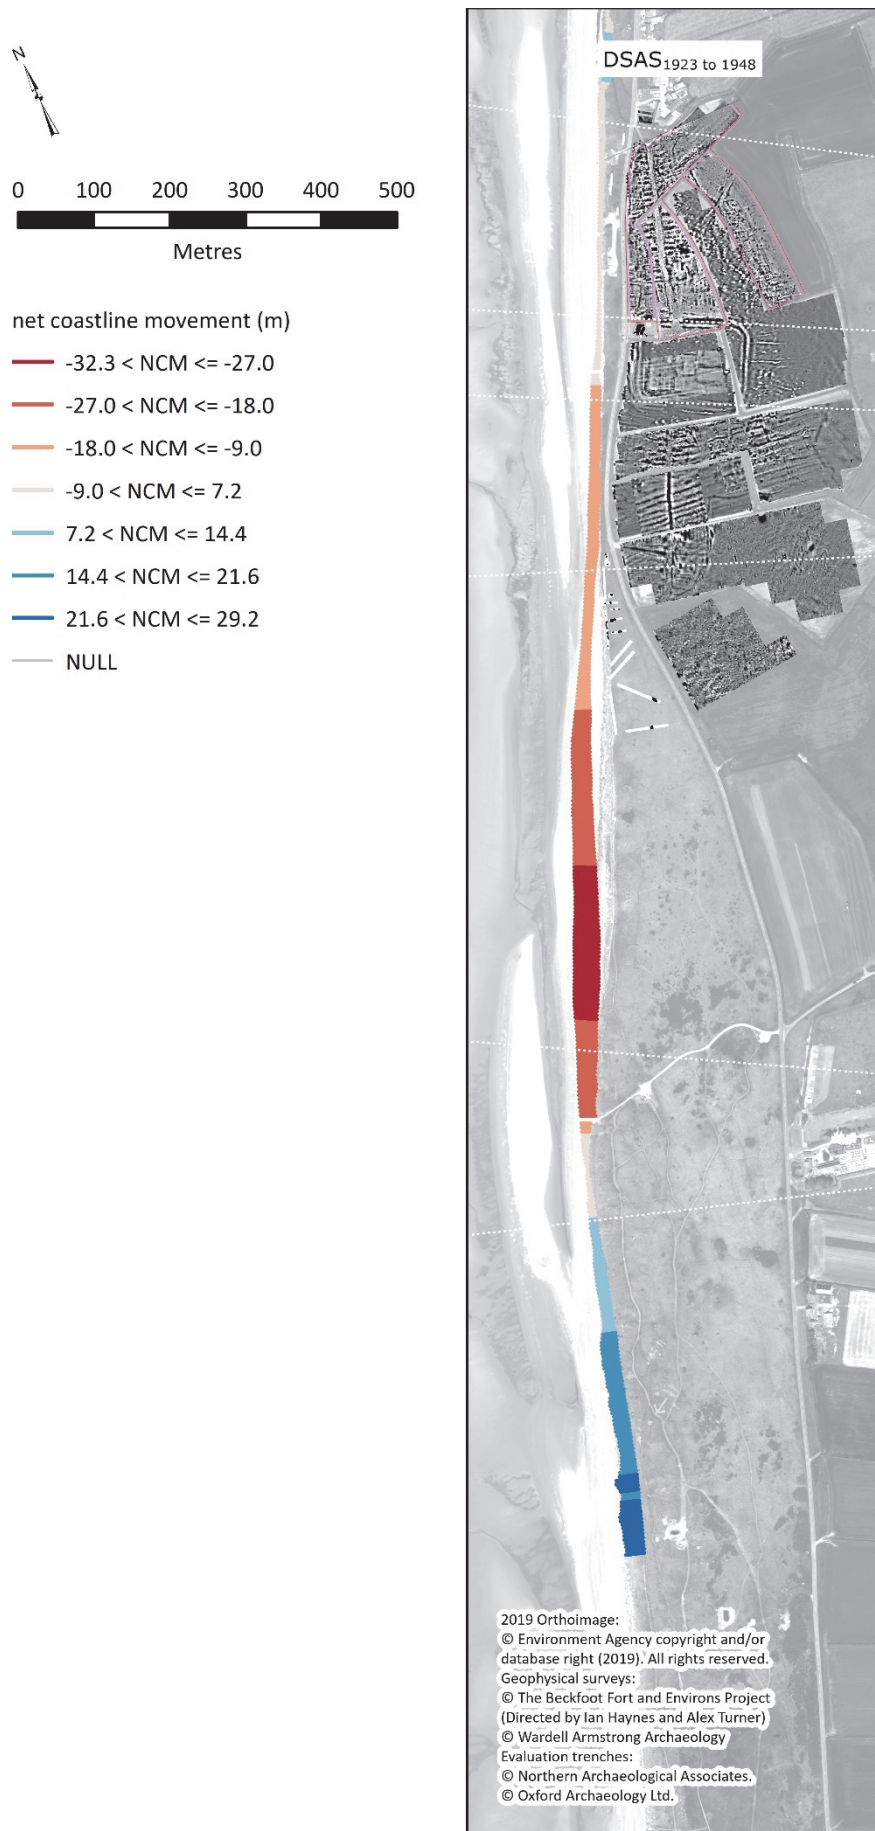 N
DSAS1923 to 1948
0 100 200 300 400 500
Metres
net coastline movement (m)
-32.3 < NCM <= -27.0
-27.0 < NCM <= -18.0
-18.0 < NCM <= -9.0
-9.0 < NCM <= 7.2
7.2 < NCM <= 14.4
14.4 < NCM <= 21.6
21.6 < NCM <= 29.2
NULL
2019 Orthoimage:
© Environment Agency copyright and/or
database right (2019). All rights reserved.
Geophysical surveys:
© The Beckfoot Fort and Environs Project
(Directed by Ian Haynes and Alex Turner)
© Wardell Armstrong Archaeology
Evaluation trenches:
© Northern Archaeological Associates.
© Oxford Archaeology Ltd.